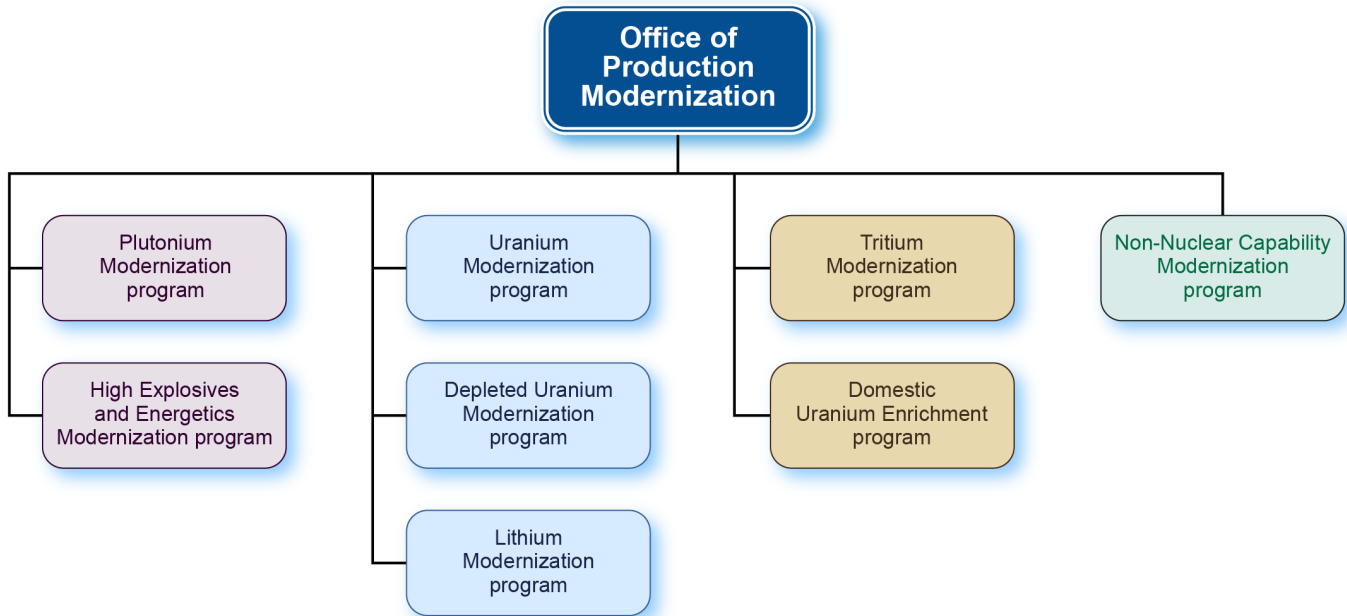 Office of
Production
Modernization
Plutonium
Modernization
program
High Explosives
and Energetics
Modernization program
Uranium
Modernization
program
Depleted Uranium
Modernization
program
Lithium
Modernization
program
Tritium
Modernization
program
Domestic
Uranium Enrichment
program
Non-Nuclear Capability
Modernization
program